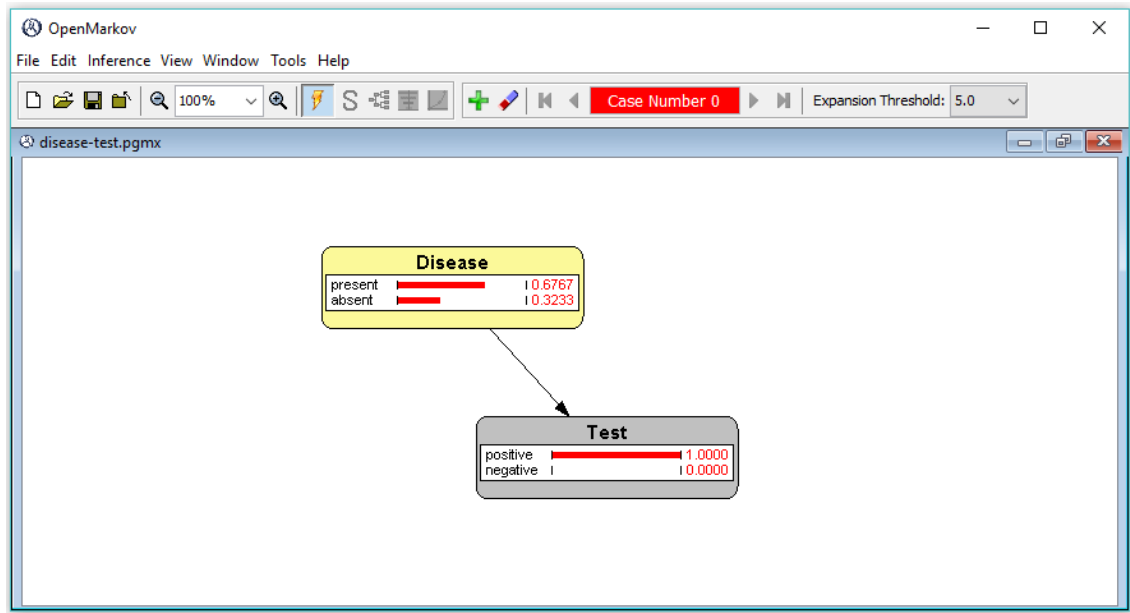 OpenMarkov
File Edit Inference View Window Tools Help
100% S Case Number 0 Expansion Threshold: 5.0
disease-test.pgmx
Disease
present 0.6767
absent 0.3233
Test
positive 1.0000
negative 0.0000